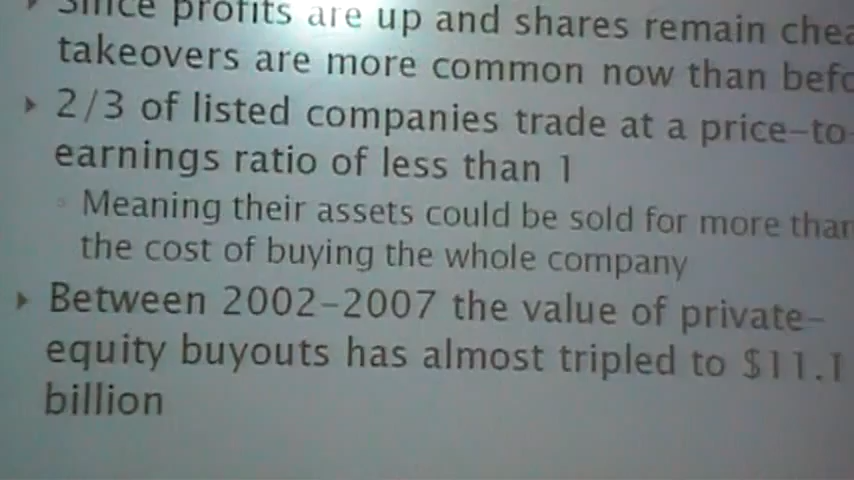 Since profits are up and shares remain
takeovers are more common now than
2/3 of listed companies trade at a price-to-
earnings ratio of less than 1
Meaning their assets could be sold for more than
the cost of buying the whole company
Between 2002-2007 the value of private-
equity buyouts has almost tripled to $11.1
billion